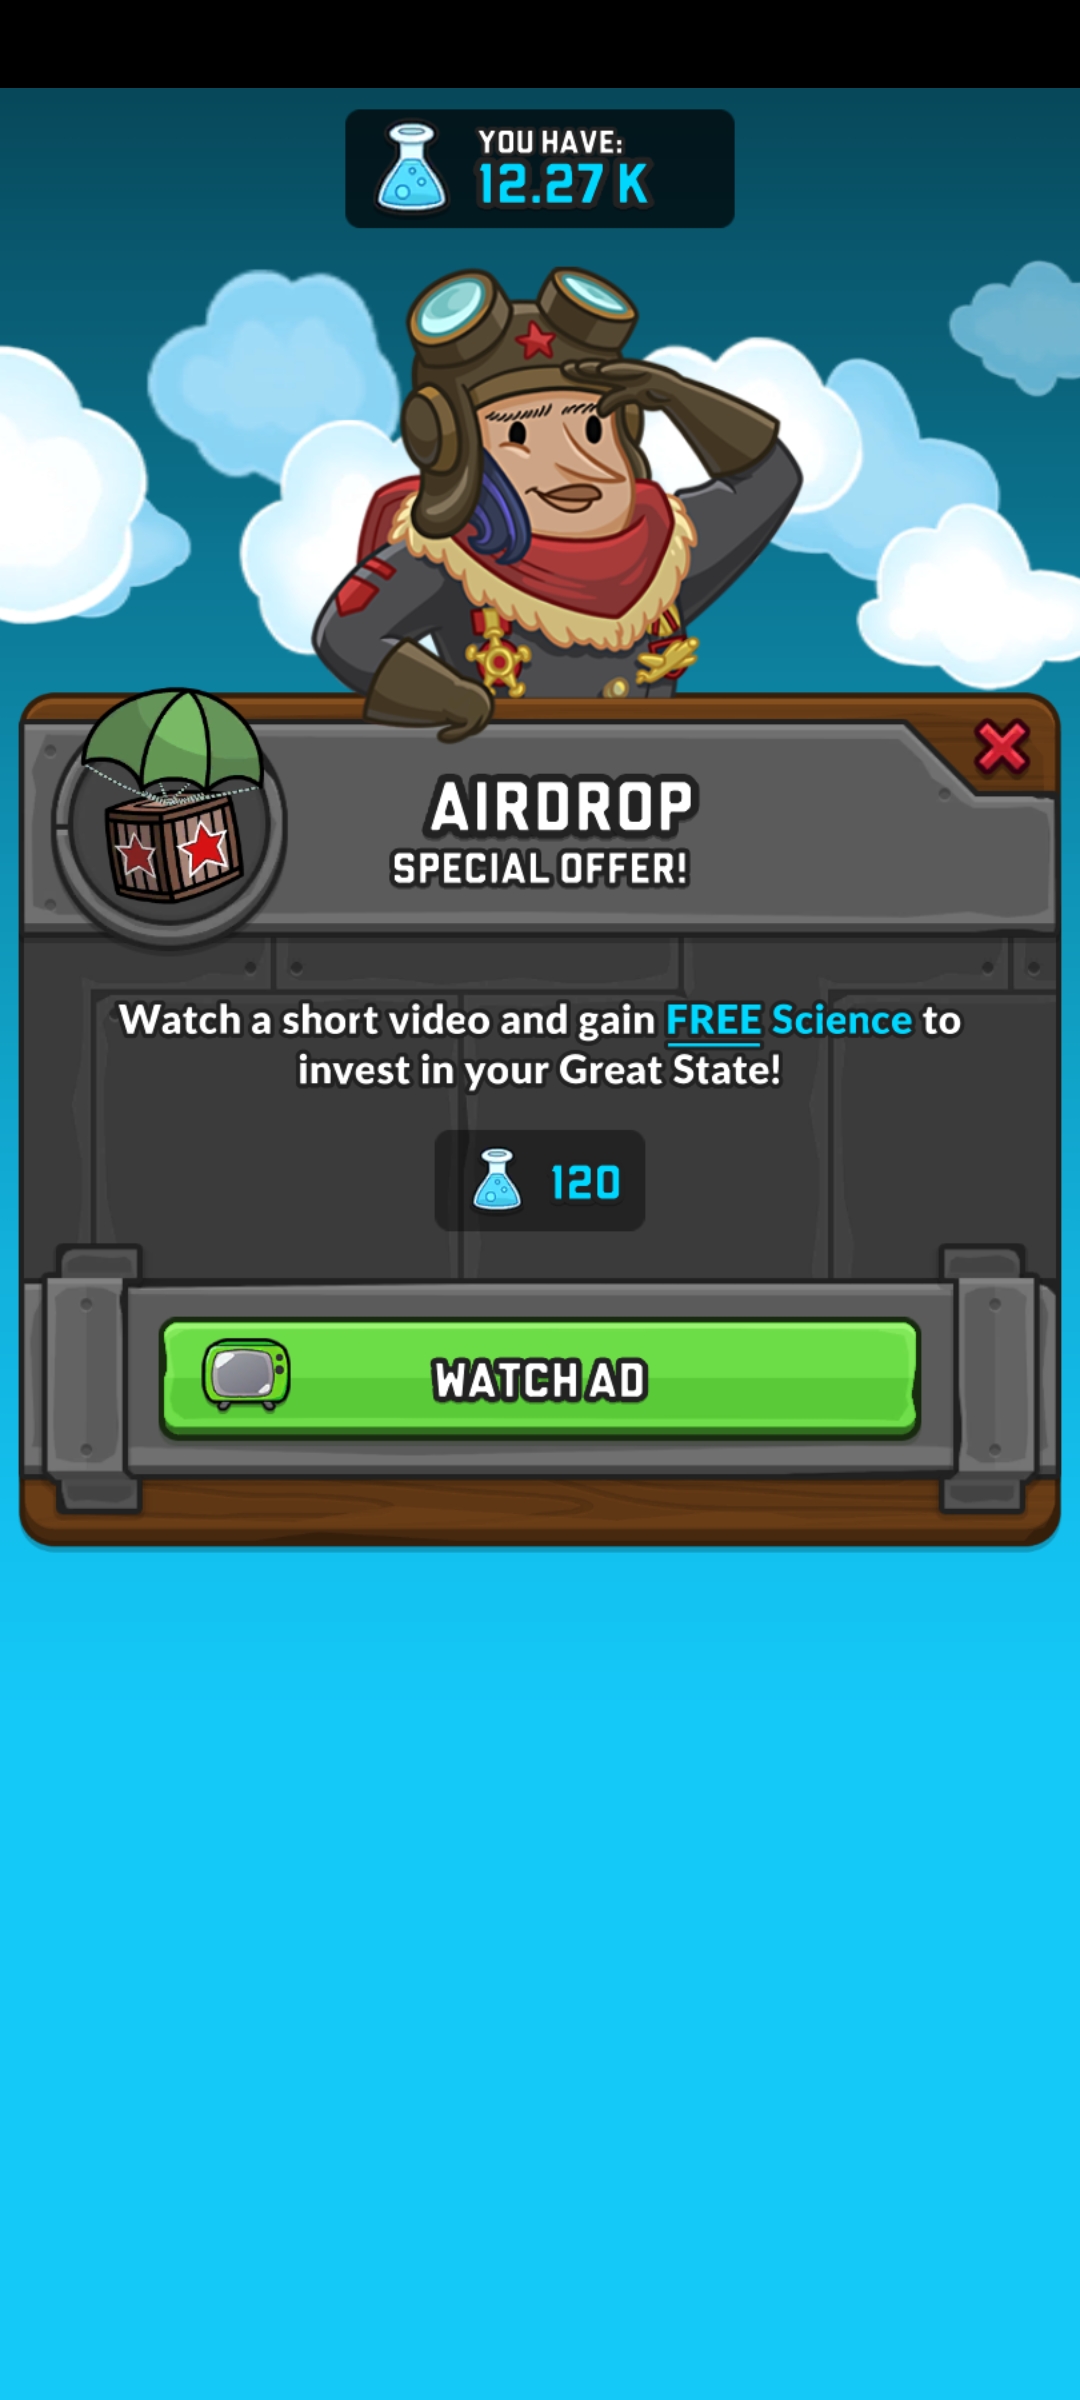 YOU HAVE:
12.27 K
AIRDROP
SPECIAL OFFER!
Watch a short video and gain FREE Science to
invest in your Great State!
120
WATCH AD